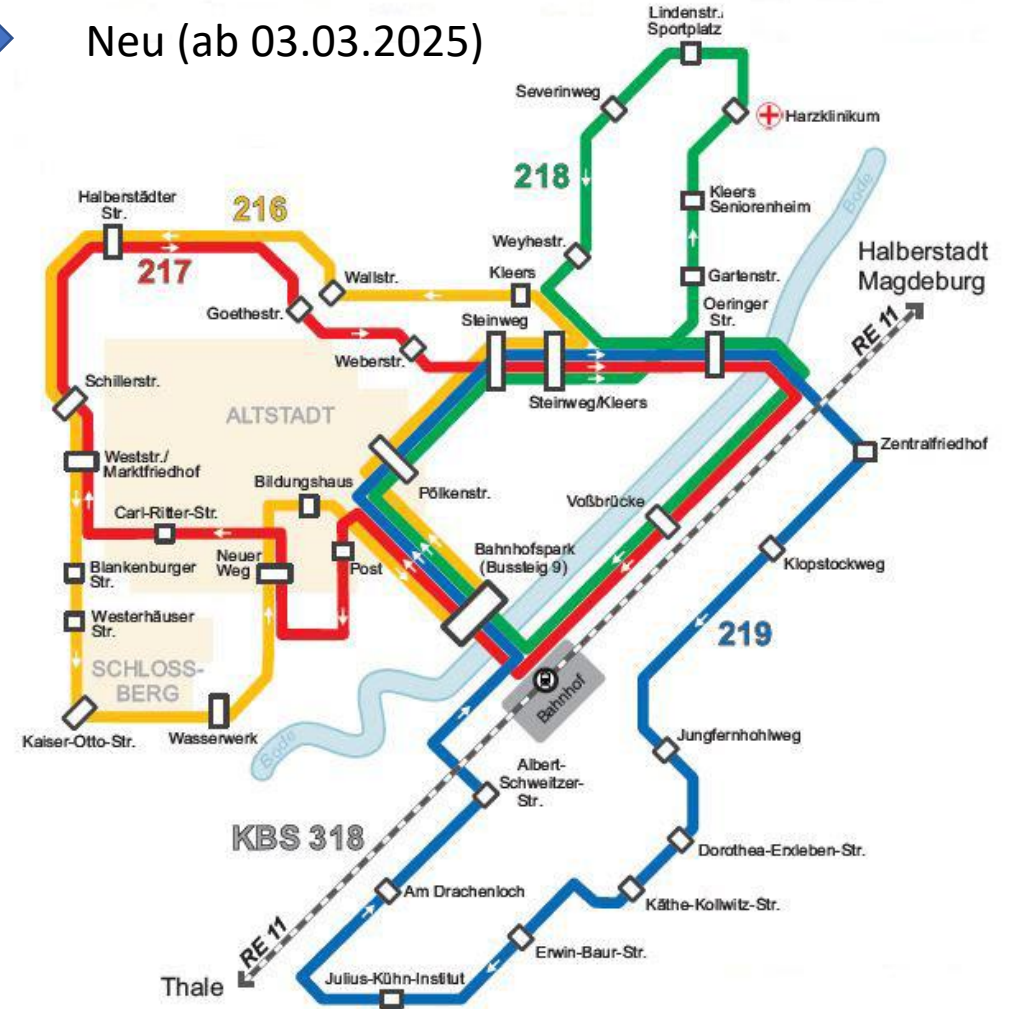 Neu (ab 03.03.2025)
Lindenstr./
Sportplatz
Severinweg
Harzklinikum
218
Bode
Halberstädter
Str.
216
Kleers
Seniorenheim
Weyhestr.
Halberstadt
Magdeburg
217
Wallstr.
Kleers
Gartenstr.
Goethestr.
Steinweg
Oeringer
Str.
RE 11
Weberstr.
Schillerstr.
Steinweg/Kleers
ALTSTADT
Zentralfriedhof
Weststr./
Marktfriedhof
Bildungshaus
Pölkenstr.
Voßbrücke
Carl-Ritter-Str.
Neuer
Weg
Post
Bahnhofspark
(Bussteig 9)
Klopstockweg
Blankenburger
Str.
Westerhäuser
Str.
219
SCHLOSS-
BERG
Bahnhof
Kaiser-Otto-Str.
Wasserwerk
Bode
Jungfernhohlweg
Albert-
Schweitzer-
Str.
KBS 318
Dorothea-Erxleben-Str.
Am Drachenloch
Käthe-Kollwitz-Str.
RE 11
Erwin-Baur-Str.
Thale
Julius-Kühn-Institut